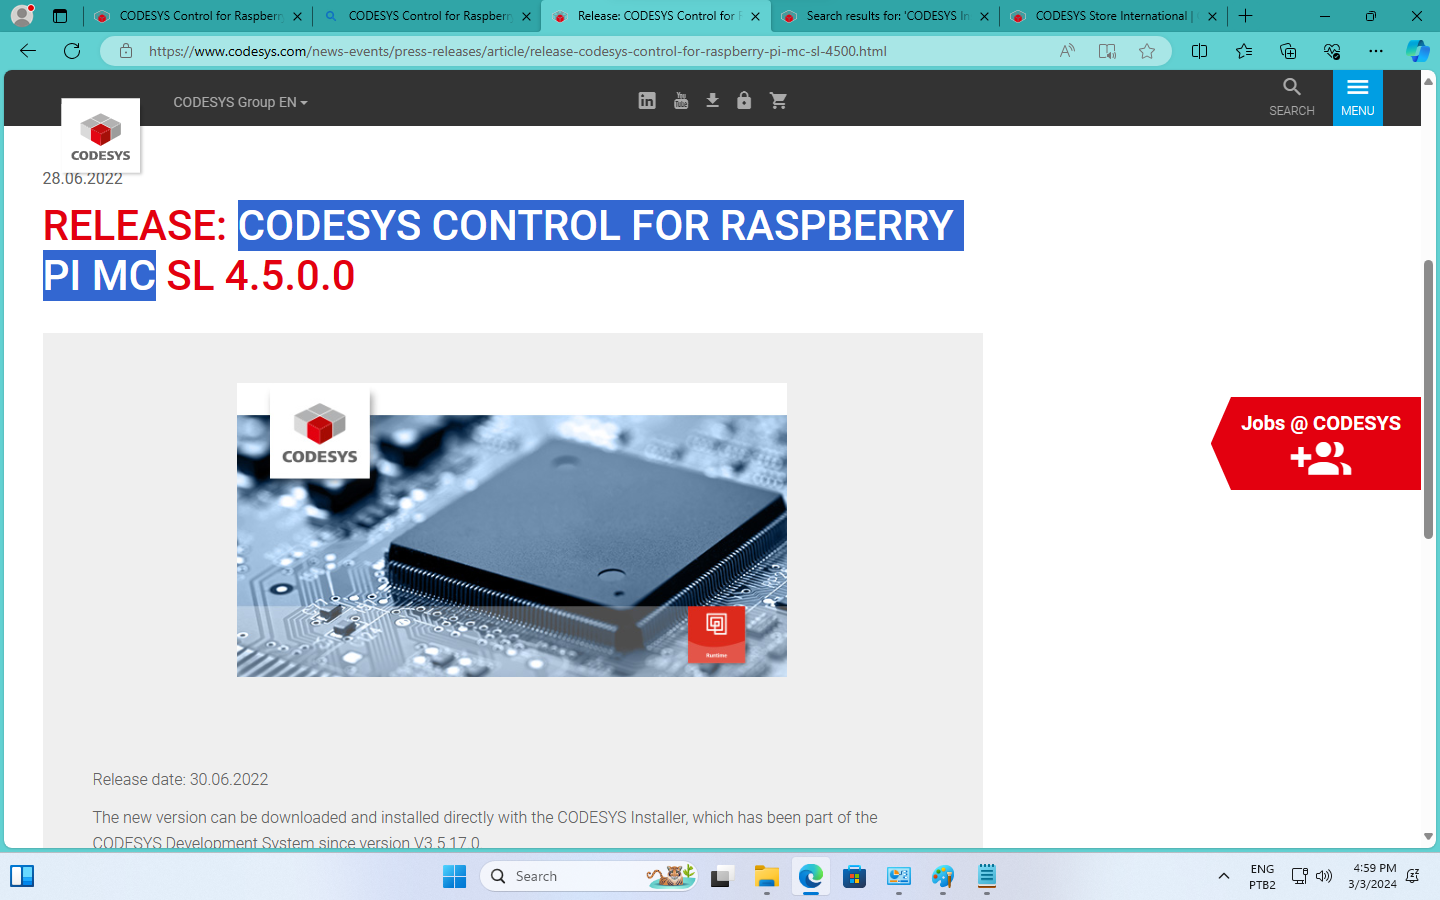 CODESYS Control for Raspberry
CODESYS Control for Raspberry
Release: CODESYS Control for R
Search results for: 'CODESYS In
CODESYS Store International |
https://www.codesys.com/news-events/press-releases/article/release-codesys-control-for-raspberry-pi-mc-sl-4500.html
CODESYS
CODESYS Group EN
You
Tube
SEARCH
MENU
28.06.2022
RELEASE: CODESYS CONTROL FOR RASPBERRY
PI MC SL 4.5.0.0
CODESYS
Runtime
Jobs @ CODESYS
Release date: 30.06.2022
The new version can be downloaded and installed directly with the CODESYS Installer, which has been part of the
CODESYS Development System since version V3.5.17.0
Search
ENG
PTB2
4:59 PM
3/3/2024